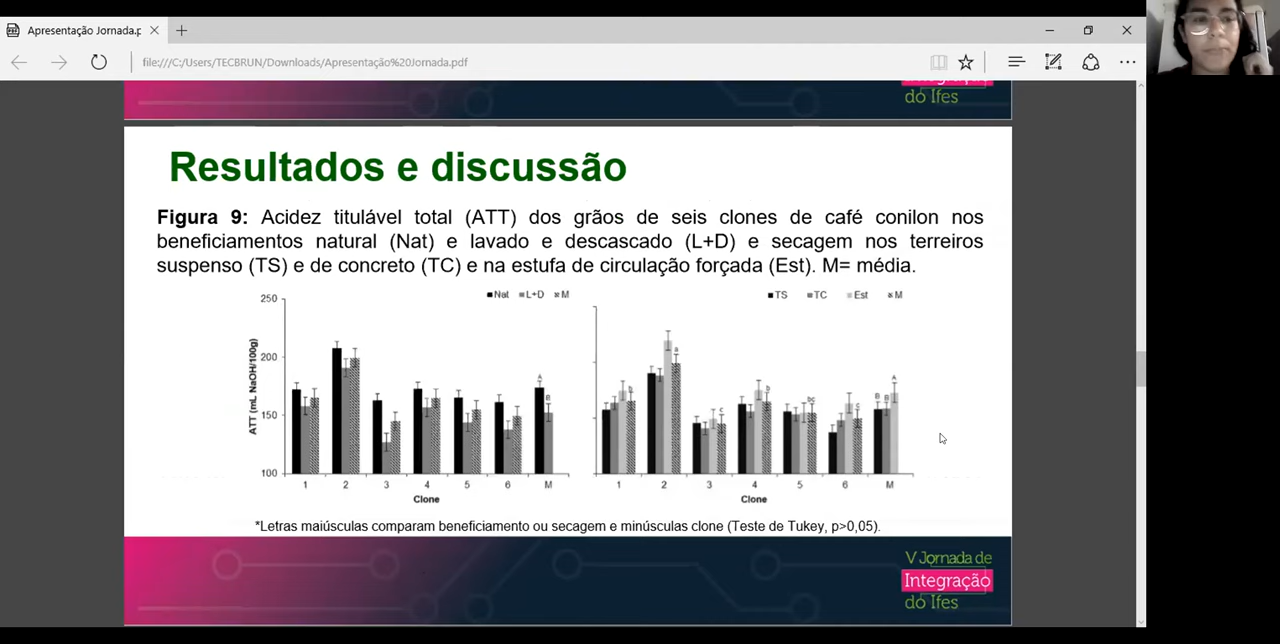 Apresentação Jornada.p
file:///C:/Users/TECBRUN/Downloads/Apresentação%20Jornada.pdf
do Ifes
Resultados e discussão
Figura 9: Acidez titulável total (ATT) dos grãos de seis clones de café conilon nos
beneficiamentos natural (Nat) e lavado e descascado (L+D) e secagem nos terreiros
suspenso (TS) e de concreto (TC) e na estufa de circulação forçada (Est). M= média.
Nat L+D M
TS TC Est M
ATT (mL NaOH/100g)
250
200
150
100
A
B
a
b
c
b
bc
c
B
B
A
1 2 3 4 5 6 M
1 2 3 4 5 6 M
Clone
Clone
*Letras maiúsculas comparam beneficiamento ou secagem e minúsculas clone (Teste de Tukey, p>0,05).
V Jornada de
Integração
do Ifes